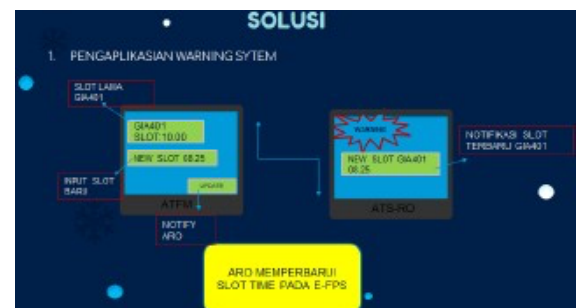 SOLUSI
1. PENGAPLIKASIAN WARNING SYTEM
SLOT LAMA
GIA401
GIA401
SLOT:10.00
NEW SLOT 08.25
UPDATE
INPUT SLOT
BARU
ATFM
NOTIFY
ARO
WARNING
NEW SLOT GIA401
08.25
ATS-RO
NOTIFIKASI SLOT
TERBARU GIA401
ARO MEMPERBARUI
SLOT TIME PADA E-FPS